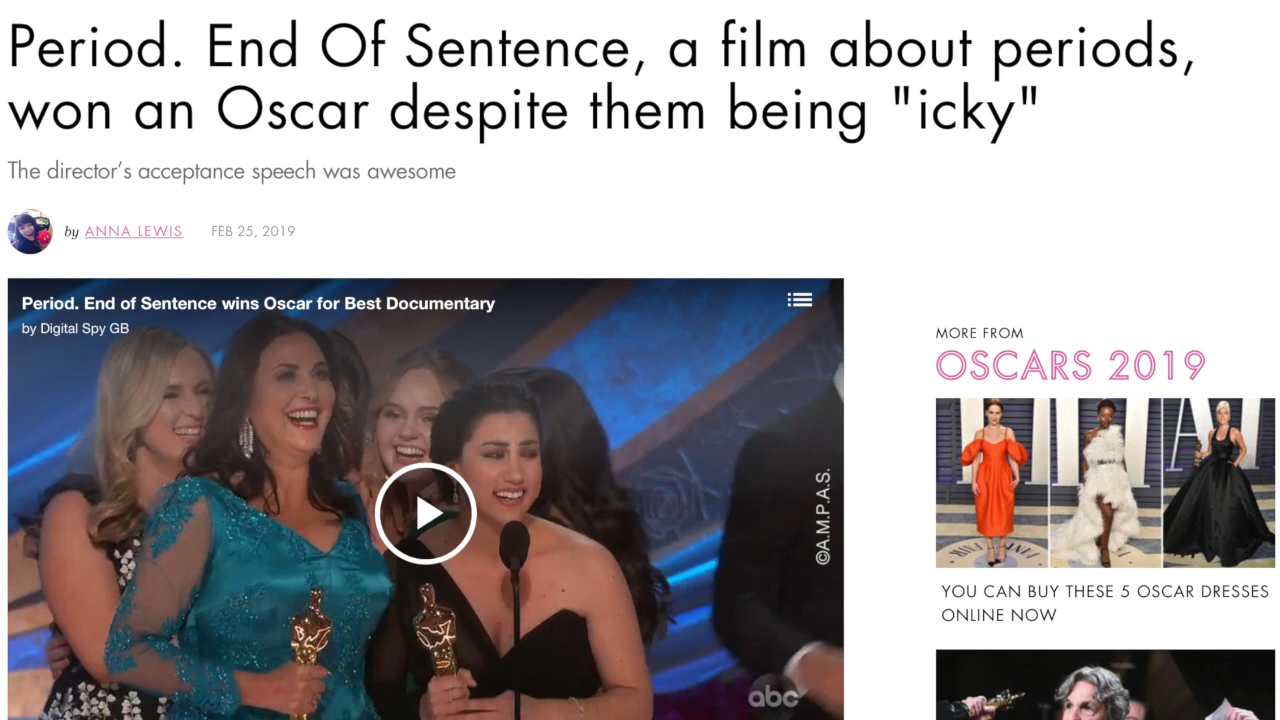 Period. End Of Sentence, a film about periods,
won an Oscar despite them being "icky"
The director's acceptance speech was awesome
by ANNA LEWIS FEB 25, 2019
Period. End of Sentence wins Oscar for Best Documentary
by Digital Spy GB
©A.M.P.A.S.
abc
MORE FROM
OSCARS 2019
YOU CAN BUY THESE 5 OSCAR DRESSES
ONLINE NOW